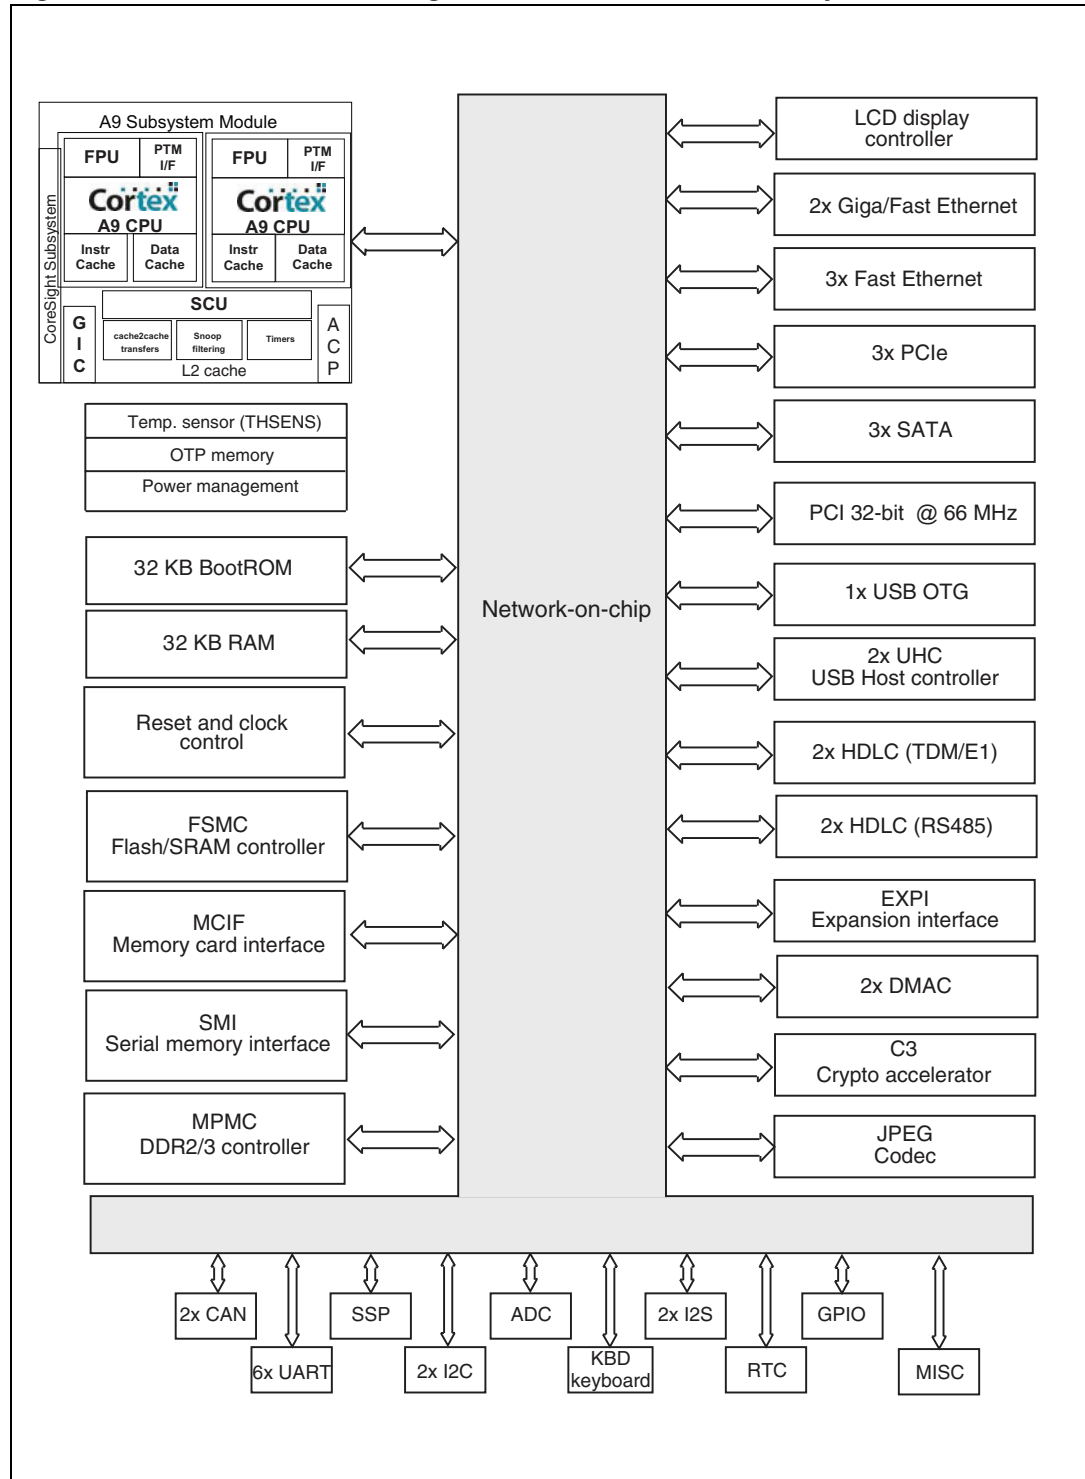 A9 Subsystem Module
CoreSight Subsystem
FPU
PTM
I/F
Cortex
A9 CPU
Instr
Cache
Data
Cache
FPU
PTM
I/F
Cortex
A9 CPU
Instr
Cache
Data
Cache
GIC
SCU
cache2cache
transfers
Snoop
filtering
Timers
L2 cache
ACP
Temp. sensor (THSENS)
OTP memory
Power management
32 KB BootROM
32 KB RAM
Reset and clock
control
FSMC
Flash/SRAM controller
MCIF
Memory card interface
SMI
Serial memory interface
MPMC
DDR2/3 controller
Network-on-chip
LCD display
controller
2x Giga/Fast Ethernet
3x Fast Ethernet
3x PCIe
3x SATA
PCI 32-bit @ 66 MHz
1x USB OTG
2x UHC
USB Host controller
2x HDLC (TDM/E1)
2x HDLC (RS485)
EXPI
Expansion interface
2x DMAC
C3
Crypto accelerator
JPEG
Codec
2x CAN
SSP
ADC
2x I2S
GPIO
6x UART
2x I2C
KBD
keyboard
RTC
MISC